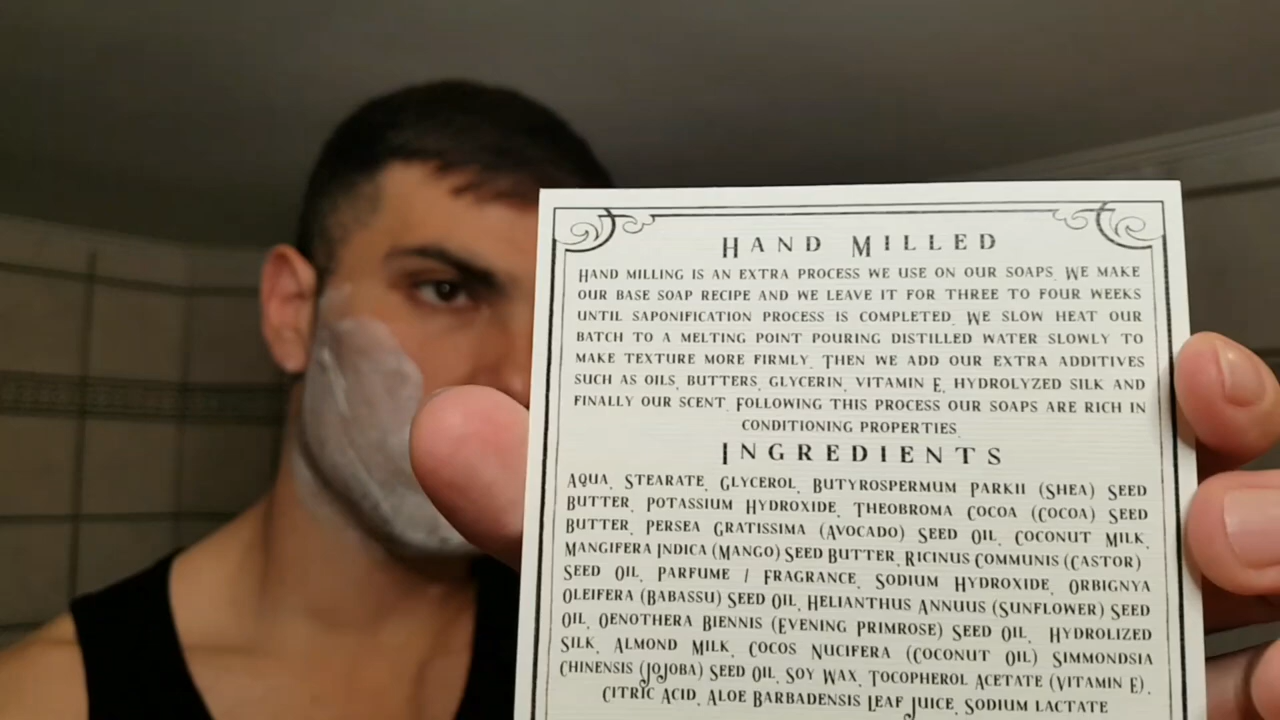 HAND MILLED
HAND MILLING IS AN EXTRA PROCESS WE USE ON OUR SOAPS. WE MAKE
OUR BASE SOAP RECIPE AND WE LEAVE IT FOR THREE TO FOUR WEEKS
UNTIL SAPONIFICATION PROCESS IS COMPLETED. WE SLOW HEAT OUR
BATCH TO A MELTING POINT POURING DISTILLED WATER SLOWLY TO
MAKE TEXTURE MORE FIRMLY. THEN WE ADD OUR EXTRA ADDITIVES
SUCH AS OILS, BUTTERS, GLYCERIN, VITAMIN E, HYDROLYZED SILK AND
FINALLY OUR SCENT. FOLLOWING THIS PROCESS OUR SOAPS ARE RICH IN
CONDITIONING PROPERTIES.
INGREDIENTS
AQUA, STEARATE, GLYCEROL, BUTYROSPERMUM PARKII (SHEA) SEED
BUTTER, POTASSIUM HYDROXIDE, THEOBROMA COCOA (COCOA) SEED
BUTTER, PERSEA GRATISSIMA (AVOCADO) SEED OIL, COCONUT MILK,
MANGIFERA INDICA (MANGO) SEED BUTTER, RICINUS COMMUNIS (CASTOR)
SEED OIL, PARFUME / FRAGRANCE, SODIUM HYDROXIDE, ORBIGNYA
OLEIFERA (BABASSU) SEED OIL, HELIANTHUS ANNUUS (SUNFLOWER) SEED
OIL, OENOTHERA BIENNIS (EVENING PRIMROSE) SEED OIL, HYDROLIZED
SILK, ALMOND MILK, COCOS NUCIFERA (COCONUT OIL) SIMMONDSIA
CHINENSIS (JOJOBA) SEED OIL, SOY WAX, TOCOPHEROL ACETATE (VITAMIN E),
CITRIC ACID, ALOE BARBADENSIS LEAF JUICE, SODIUM LACTATE